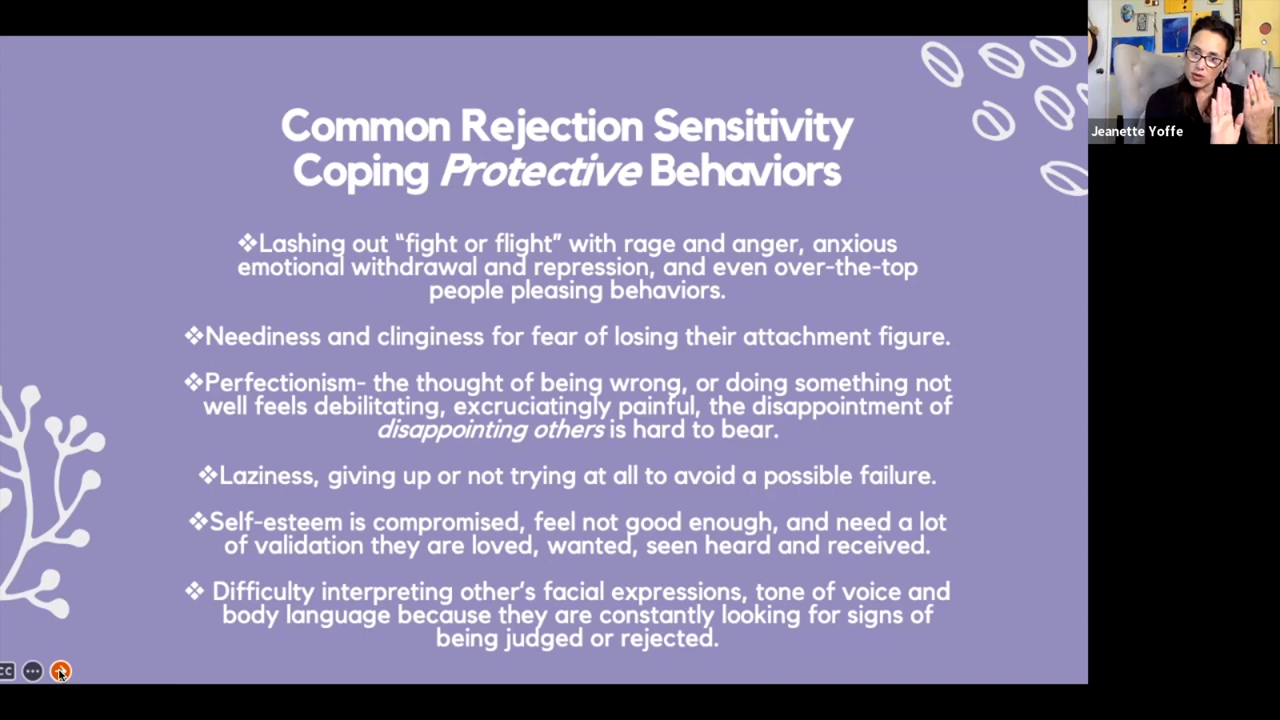 Common Rejection Sensitivity
Coping Protective Behaviors
❖Lashing out “fight or flight” with rage and anger, anxious
emotional withdrawal and repression, and even over-the-top
people pleasing behaviors.
❖Neediness and clinginess for fear of losing their attachment figure.
❖Perfectionism- the thought of being wrong, or doing something not
well feels debilitating, excruciatingly painful, the disappointment of
disappointing others is hard to bear.
❖Laziness, giving up or not trying at all to avoid a possible failure.
❖Self-esteem is compromised, feel not good enough, and need a lot
of validation they are loved, wanted, seen heard and received.
❖ Difficulty interpreting other’s facial expressions, tone of voice and
body language because they are constantly looking for signs of
being judged or rejected.
CC
Jeanette Yoffe